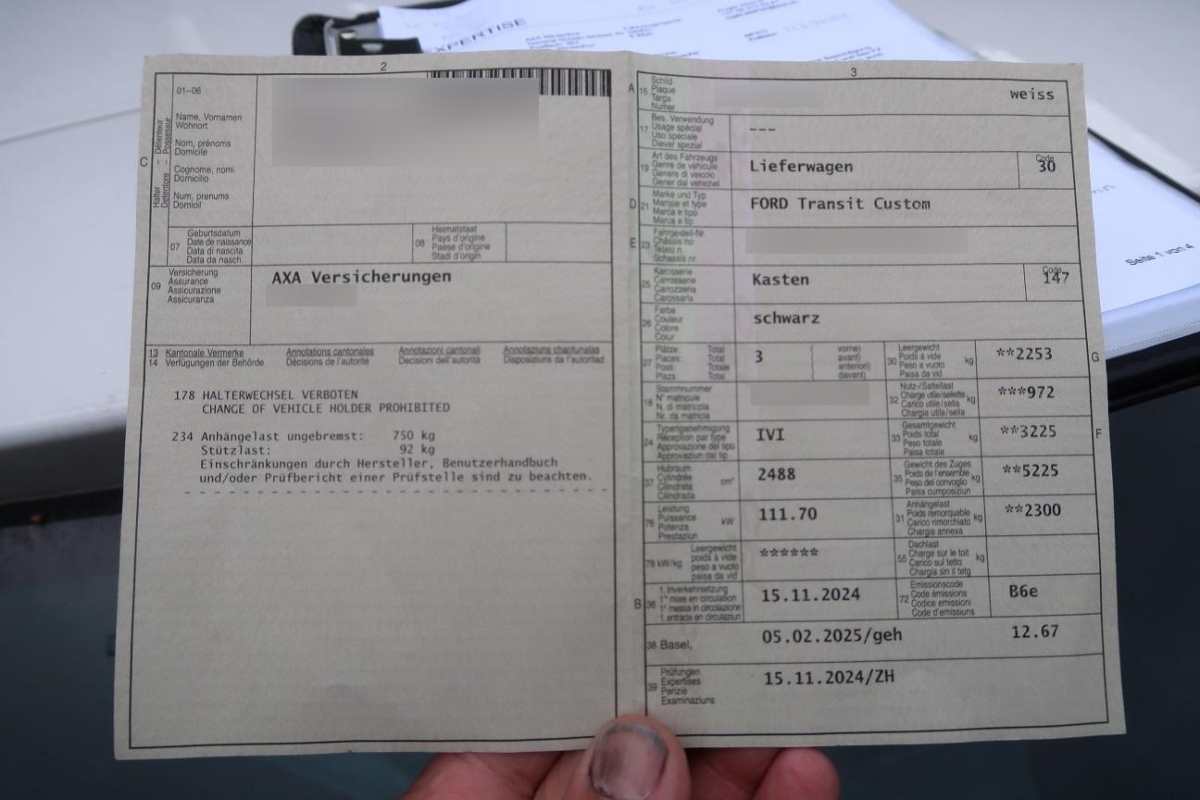 EXPERTISE
2
01-06
Name, Vornamen
Wohnort
Nom, prénoms
Domicile
Cognome, nomi
Domicilio
Num, prenums
Domicil
C
Halter
Détenteur
Detentore
Possessur
07
Geburtsdatum
Date de naissance
Data di nascita
Data da nasch.
08
Heimatstaat
Pays d'origine
Paese d'origine
Stadi d'origin
09
Versicherung
Assurance
Assicurazione
Assicuranza
AXA Versicherungen
13 Kantonale Vermerke
14 Verfügungen der Behörde
Annotations cantonales
Décisions de l'autorité
Annotazioni cantonali
Decisioni dell'autorità
Annotaziuns chantunalas
Disposiziuns da l'autoritad
178 HALTERWECHSEL VERBOTEN
CHANGE OF VEHICLE HOLDER PROHIBITED
234 Anhängelast ungebremst: 750 kg
Stützlast: 92 kg
Einschränkungen durch Hersteller, Benutzerhandbuch
und/oder Prüfbericht einer Prüfstelle sind zu beachten.
3
A 15
Schild
Plaque
Targa
Numer
weiss
17
Bes. Verwendung
Usage spécial
Uso speciale
Diever spezial
---
19
Art des Fahrzeugs
Genre de véhicule
Genere di veicolo
Gener dal vehichel
Lieferwagen
Code
30
D 21
Marke und Typ
Marque et type
Marca e tipo
Marca e tip
FORD Transit Custom
E 23
Fahrgestell-Nr.
Châssis no
Telaio n.
Schassis nr.
25
Karosserie
Carrosserie
Carrozzeria
Carossaria
Kasten
Code
147
26
Farbe
Couleur
Colore
Colur
schwarz
27
Plätze: Total
Places: Total
Posti: Totale
Plazs: Total
3
vorne)
avant)
anteriori)
davant)
30
Leergewicht
Poids à vide
Peso a vuoto
Paisa da vid
kg
**2253
G
18
Stammnummer
N° matricule
N. di matricola
Nr. da matricla
32
Nutz-/Sattellast
Charge utile/sellette
Carico utile/sella
Chargia utila/sella
kg
***972
24
Typengenehmigung
Réception par type
Approvazione del tipo
Approvaziun dal tip
IVI
33
Gesamtgewicht
Poids total
Peso totale
Paisa totala
kg
**3225
F
37
Hubraum
Cylindrée
Cilindrata
Cilindrada
cm³
2488
35
Gewicht des Zuges
Poids de l'ensemble
Peso del convoglio
Paisa cumposiziun
kg
**5225
76
Leistung
Puissance
Potenza
Prestaziun
kW
111.70
31
Anhängelast
Poids remorquable
Carico rimorchiato
Chargia annexa
kg
**2300
78 kW/kg
Leergewicht
poids à vide
peso a vuoto
paisa da vid
******
55
Dachlast
Charge sur le toit
Carico sul tetto
Chargia sin il tetg
kg
B 36
1. Inverkehrsetzung
1re mise en circulation
1a messa in circolazione
1. entrada en circulaziun
15.11.2024
72
Emissionscode
Code émissions
Codice emissioni
Code d'emissiuns
B6e
38 Basel,
05.02.2025/geh
12.67
39
Prüfungen
Expertises
Perizie
Examinaziuns
15.11.2024/ZH